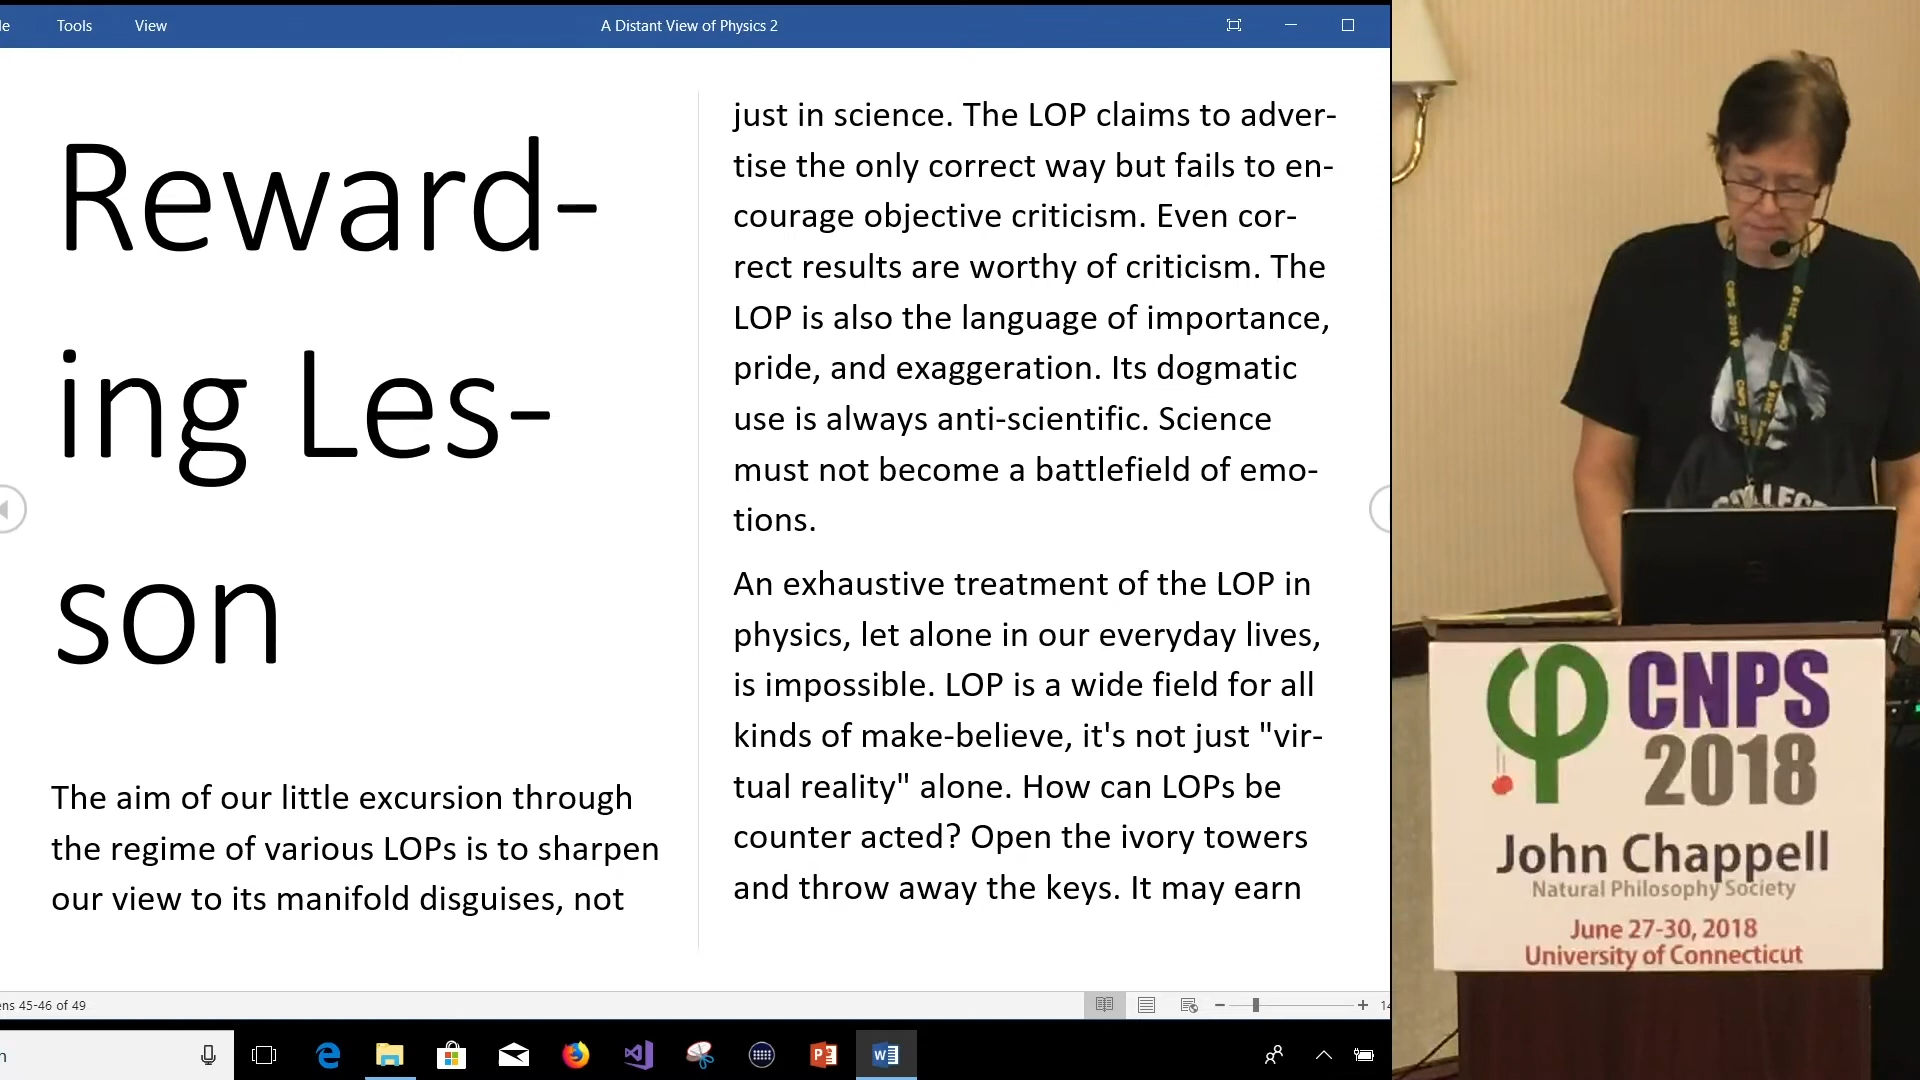 Tools
View
A Distant View of Physics 2
Reward-
ing Les-
son
The aim of our little excursion through
the regime of various LOPs is to sharpen
our view to its manifold disguises, not
just in science. The LOP claims to adver-
tise the only correct way but fails to en-
courage objective criticism. Even cor-
rect results are worthy of criticism. The
LOP is also the language of importance,
pride, and exaggeration. Its dogmatic
use is always anti-scientific. Science
must not become a battlefield of emo-
tions.
An exhaustive treatment of the LOP in
physics, let alone in our everyday lives,
is impossible. LOP is a wide field for all
kinds of make-believe, it's not just "vir-
tual reality" alone. How can LOPs be
counter acted? Open the ivory towers
and throw away the keys. It may earn
45-46 of 49
CNPS 2018
CNPS 2018
COLLEGE
CNPS
2018
John Chappell
Natural Philosophy Society
June 27-30, 2018
University of Connecticut